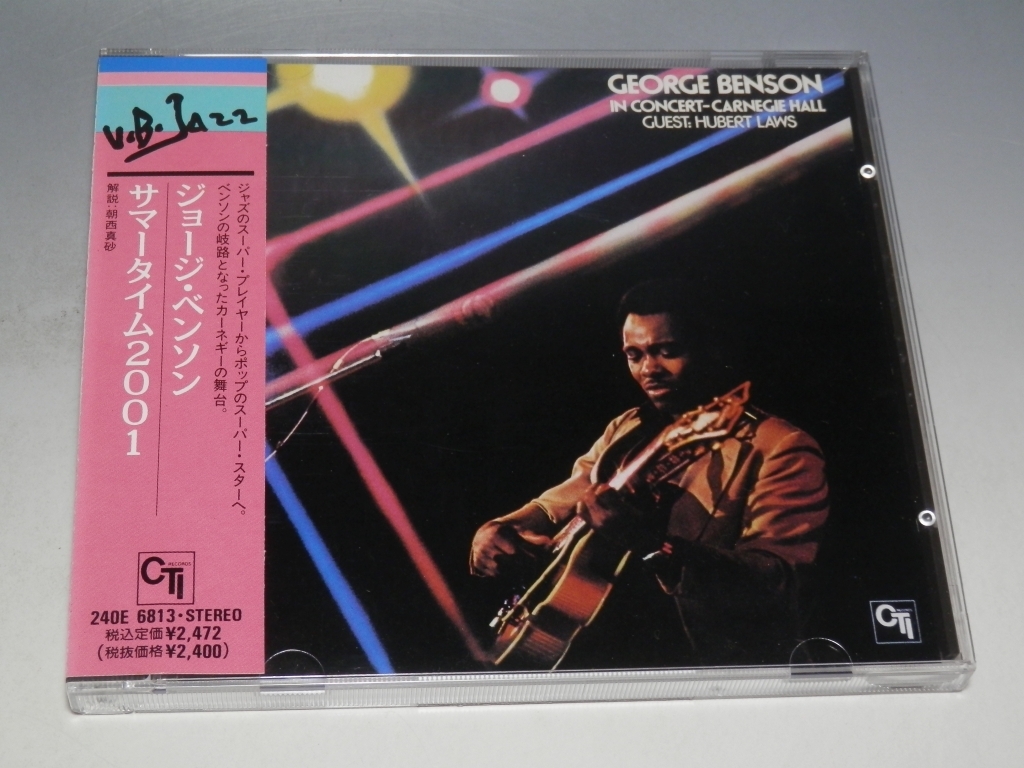 V.B.Jazz
ジャズのスーパー・プレイヤーからポップのスーパー・スターへ。
ベンソンの岐路となったカーネギーの舞台。
ジョージ・ベンソン
サマータイム2001
解説:朝西真砂
CTI
RECORDS
240E 6813・STEREO
税込定価¥2,472
(税抜価格¥2,400)
GEORGE BENSON
IN CONCERT-CARNEGIE HALL
GUEST: HUBERT LAWS
CTI